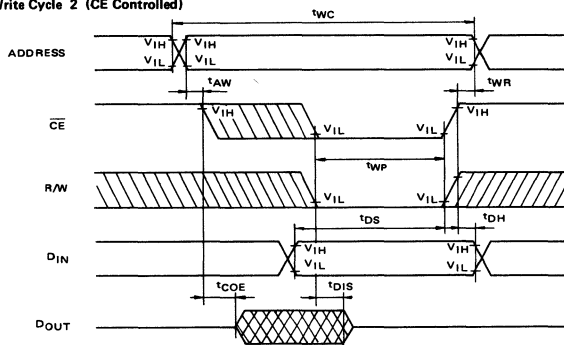 Write Cycle 2 (CE Controlled)
tWC
ADDRESS
VIH VIH VIH
VIL VIL VIL
tAW tWR
CE
VIH VIH
VIL VIL
tWP
R/W
VIL VIL
tDS tDH
DIN
VIH VIH
VIL VIL
tCOE tDIS
DOUT